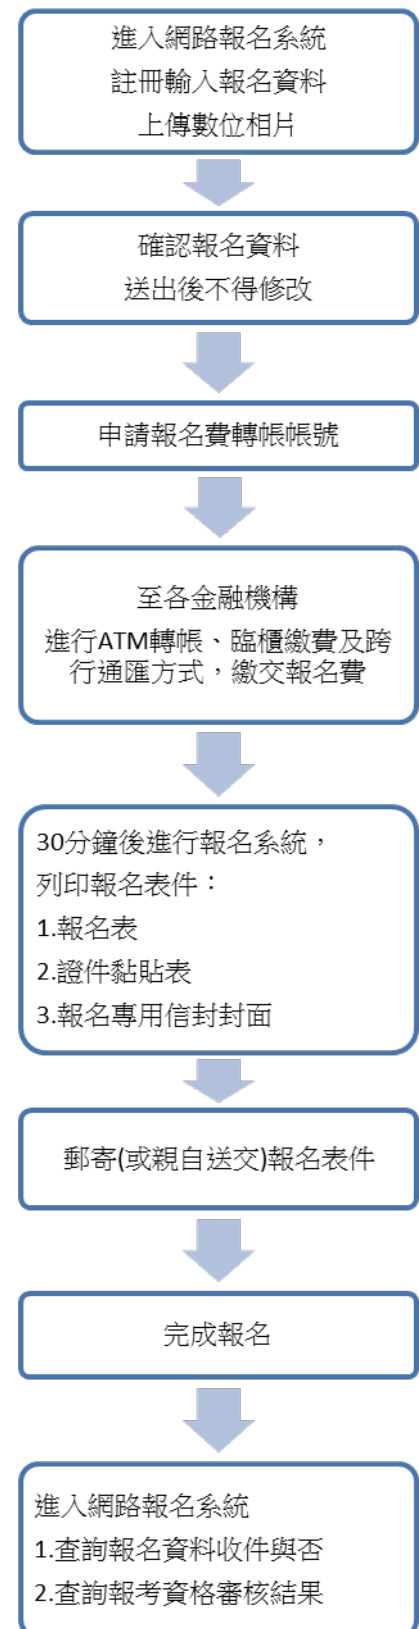 進入網路報名系統
註冊輸入報名資料
上傳數位相片
確認報名資料
送出後不得修改
申請報名費轉帳帳號
至各金融機構
進行ATM轉帳、臨櫃繳費及跨
行通匯方式，繳交報名費
30分鐘後進行報名系統，
列印報名表件：
1.報名表
2.證件黏貼表
3.報名專用信封封面
郵寄(或親自送交)報名表件
完成報名
進入網路報名系統
1.查詢報名資料收件與否
2.查詢報考資格審核結果